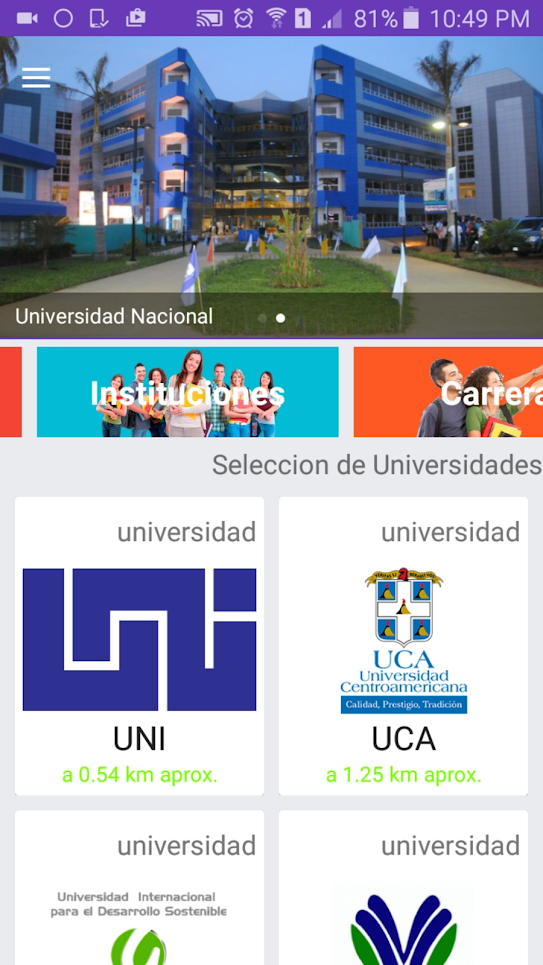 81% 10:49 PM
Universidad Nacional
Instituciones
Carrera
Seleccion de Universidades
universidad
universidad
UNI
UCA
Universidad
Centroamericana
Calidad, Prestigio, Tradición
UNI
UCA
a 0.54 km aprox.
a 1.25 km aprox.
universidad
universidad
Universidad Internacional
para el Desarrollo Sostenible